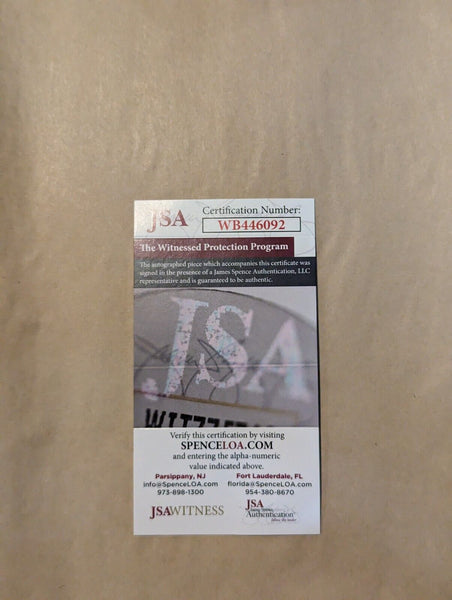 JSA
Certification Number:
WB446092
The Witnessed Protection Program
The autographed piece which accompanies this certificate was
signed in the presence of a James Spence Authentication, LLC
representative and is guaranteed to be authentic.
JSA
Verify this certification by visiting
SPENCELOA.COM
and entering the alpha-numeric
value indicated above.
Parsippany, NJ
info@SpenceLOA.com
973-898-1300
Fort Lauderdale, FL
florida@SpenceLOA.com
954-380-8670
JSAWITNESS
JSA
Authentication